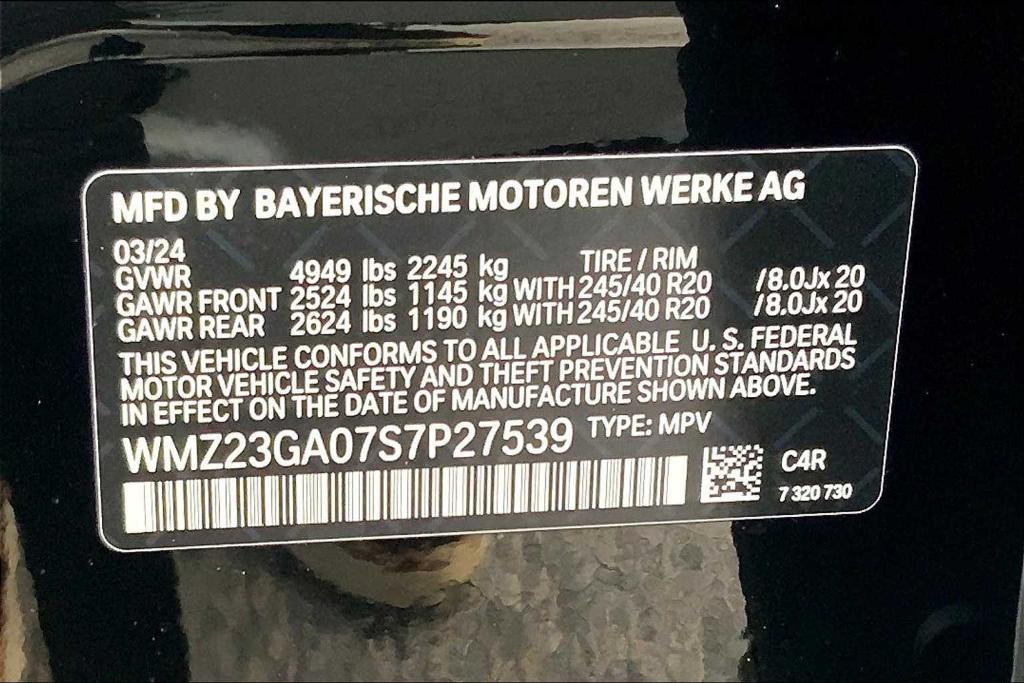 MFD BY BAYERISCHE MOTOREN WERKE AG
03/24
GVWR 4949 lbs 2245 kg TIRE / RIM
GAWR FRONT 2524 lbs 1145 kg WITH 245/40 R20 /8.0Jx 20
GAWR REAR 2624 lbs 1190 kg WITH 245/40 R20 /8.0Jx 20
THIS VEHICLE CONFORMS TO ALL APPLICABLE U. S. FEDERAL
MOTOR VEHICLE SAFETY AND THEFT PREVENTION STANDARDS
IN EFFECT ON THE DATE OF MANUFACTURE SHOWN ABOVE.
WMZ23GA07S7P27539 TYPE: MPV
C4R
7 320 730